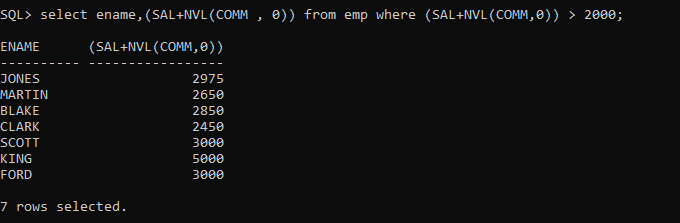 SQL> select ename,(SAL+NVL(COMM , 0)) from emp where (SAL+NVL(COMM,0)) > 2000;
ENAME      (SAL+NVL(COMM,0))
---------- -----------------
JONES                   2975
MARTIN                  2650
BLAKE                   2850
CLARK                   2450
SCOTT                   3000
KING                    5000
FORD                    3000
7 rows selected.